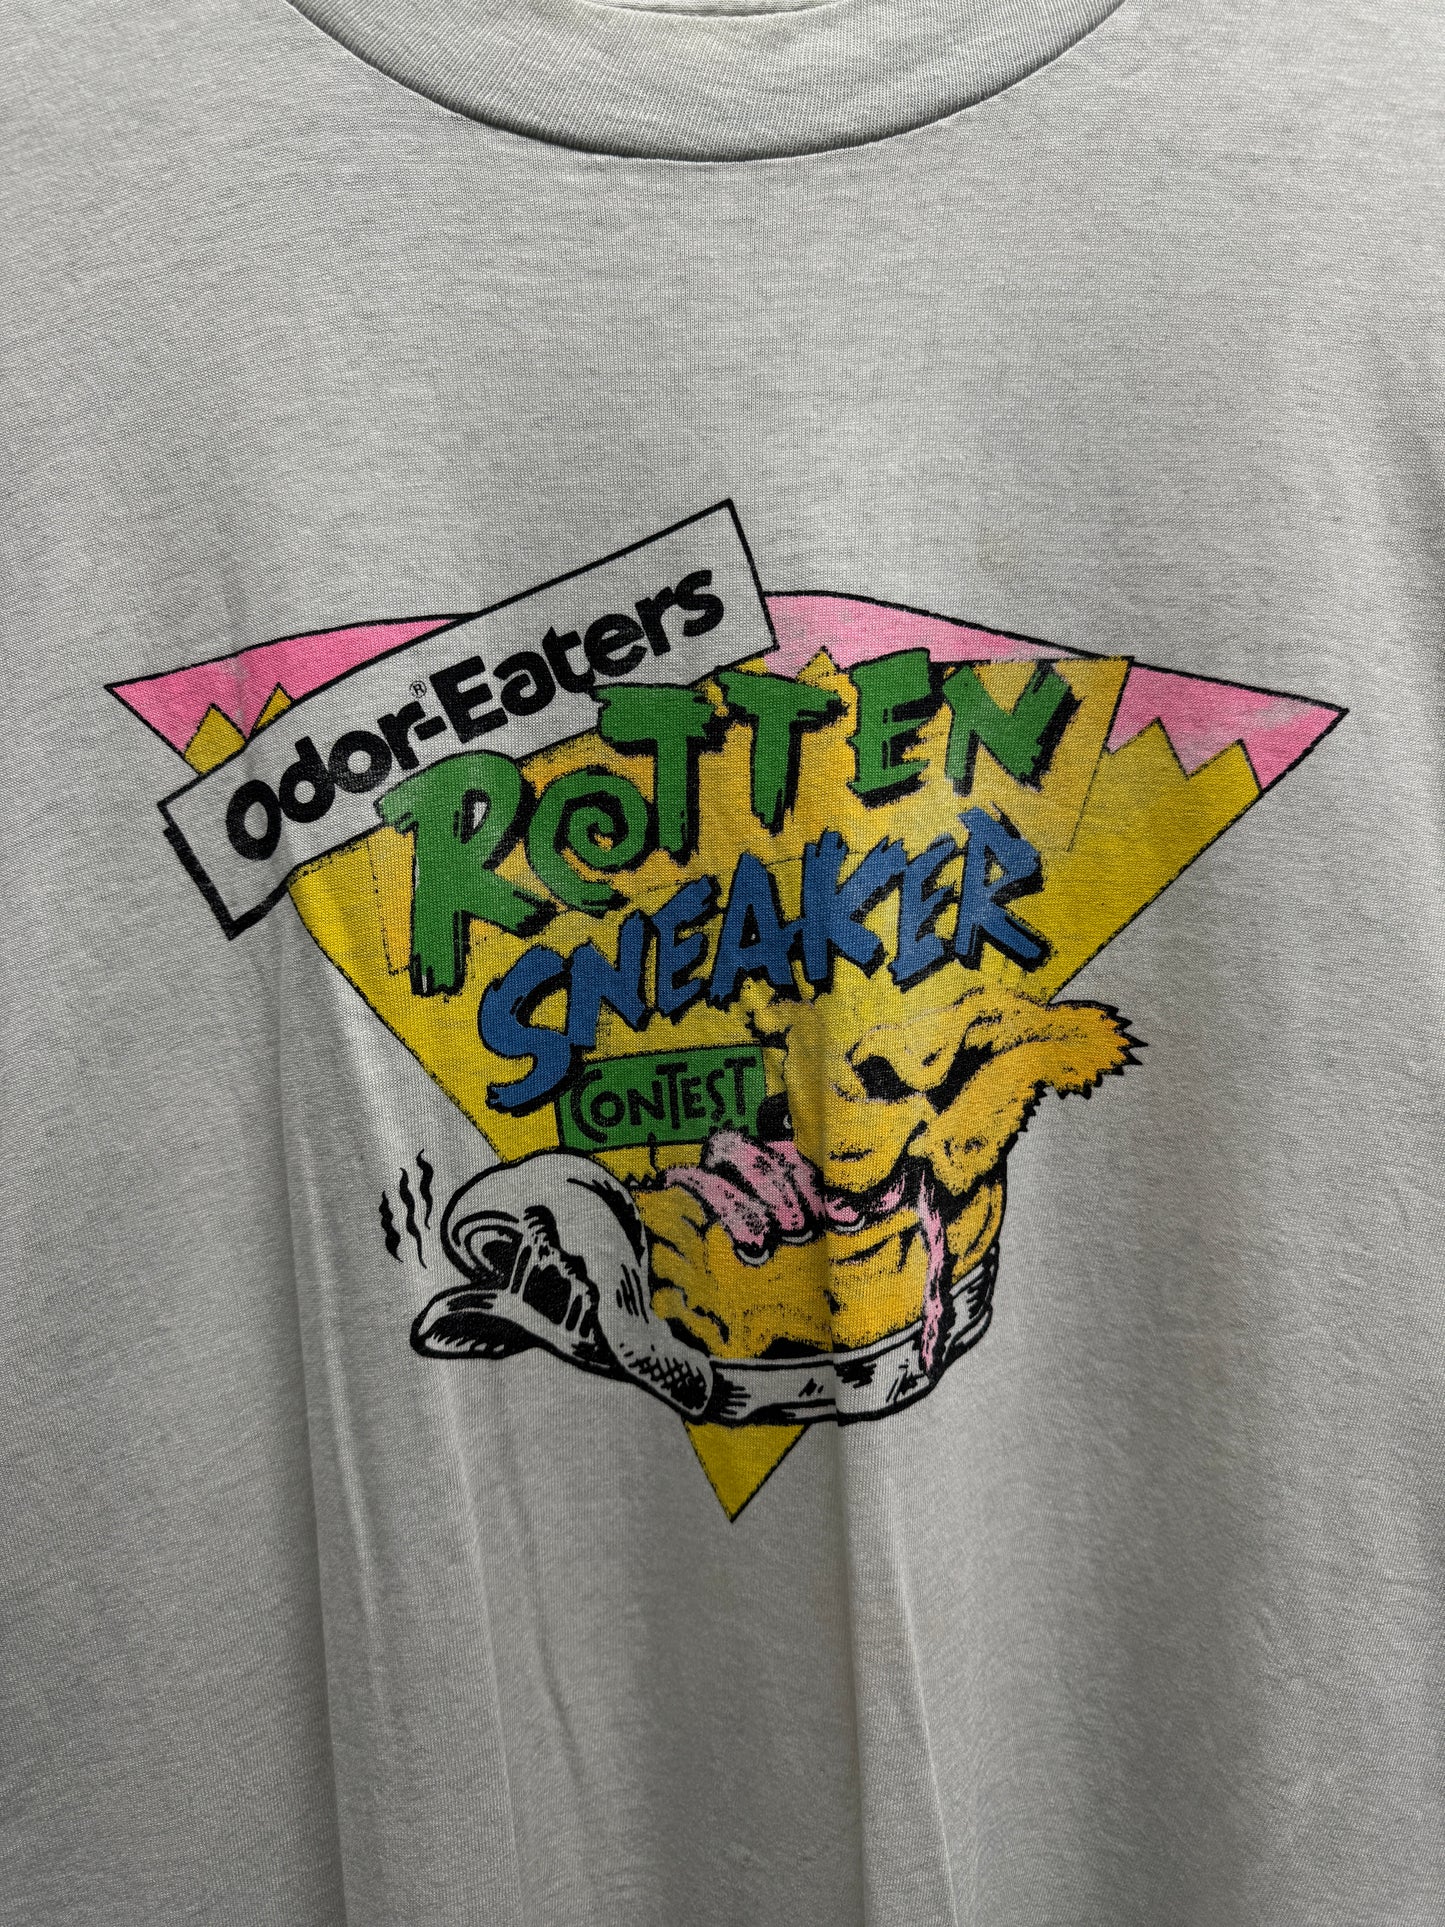 Odor-Eaters®
ROTTEN
SNEAKER
CONTEST